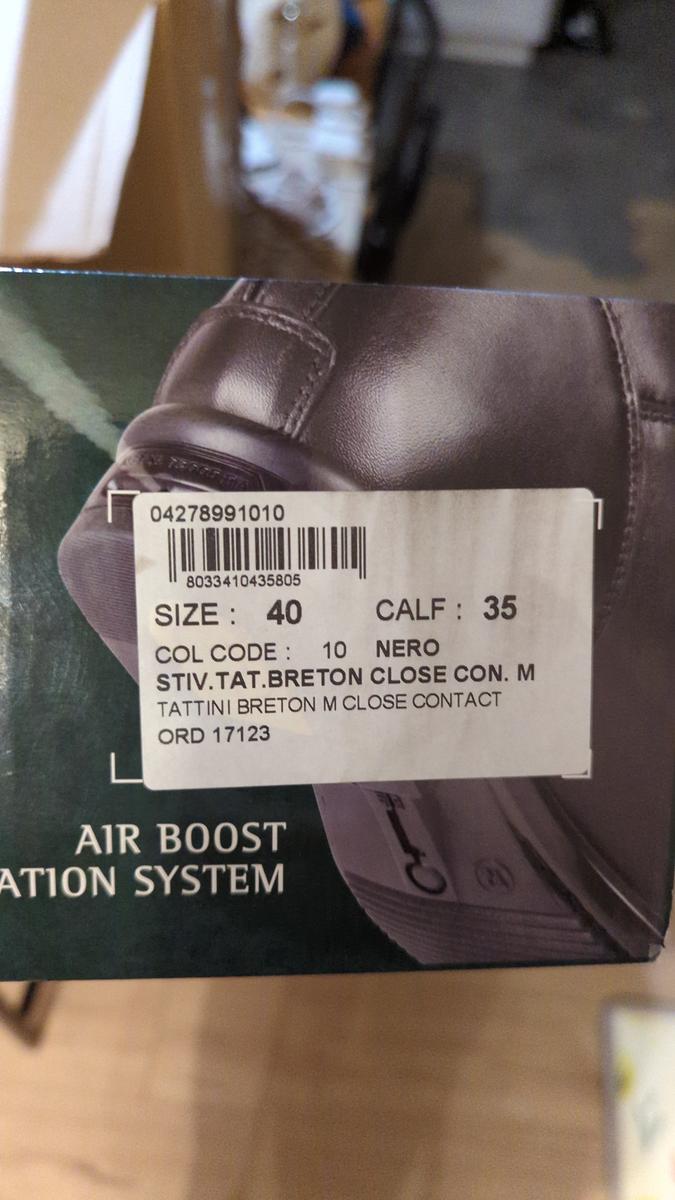 04278991010
8033410435805
SIZE : 40 CALF : 35
COL CODE : 10 NERO
STIV.TAT.BRETON CLOSE CON. M
TATTINI BRETON M CLOSE CONTACT
ORD 17123
AIR BOOST
ATION SYSTEM